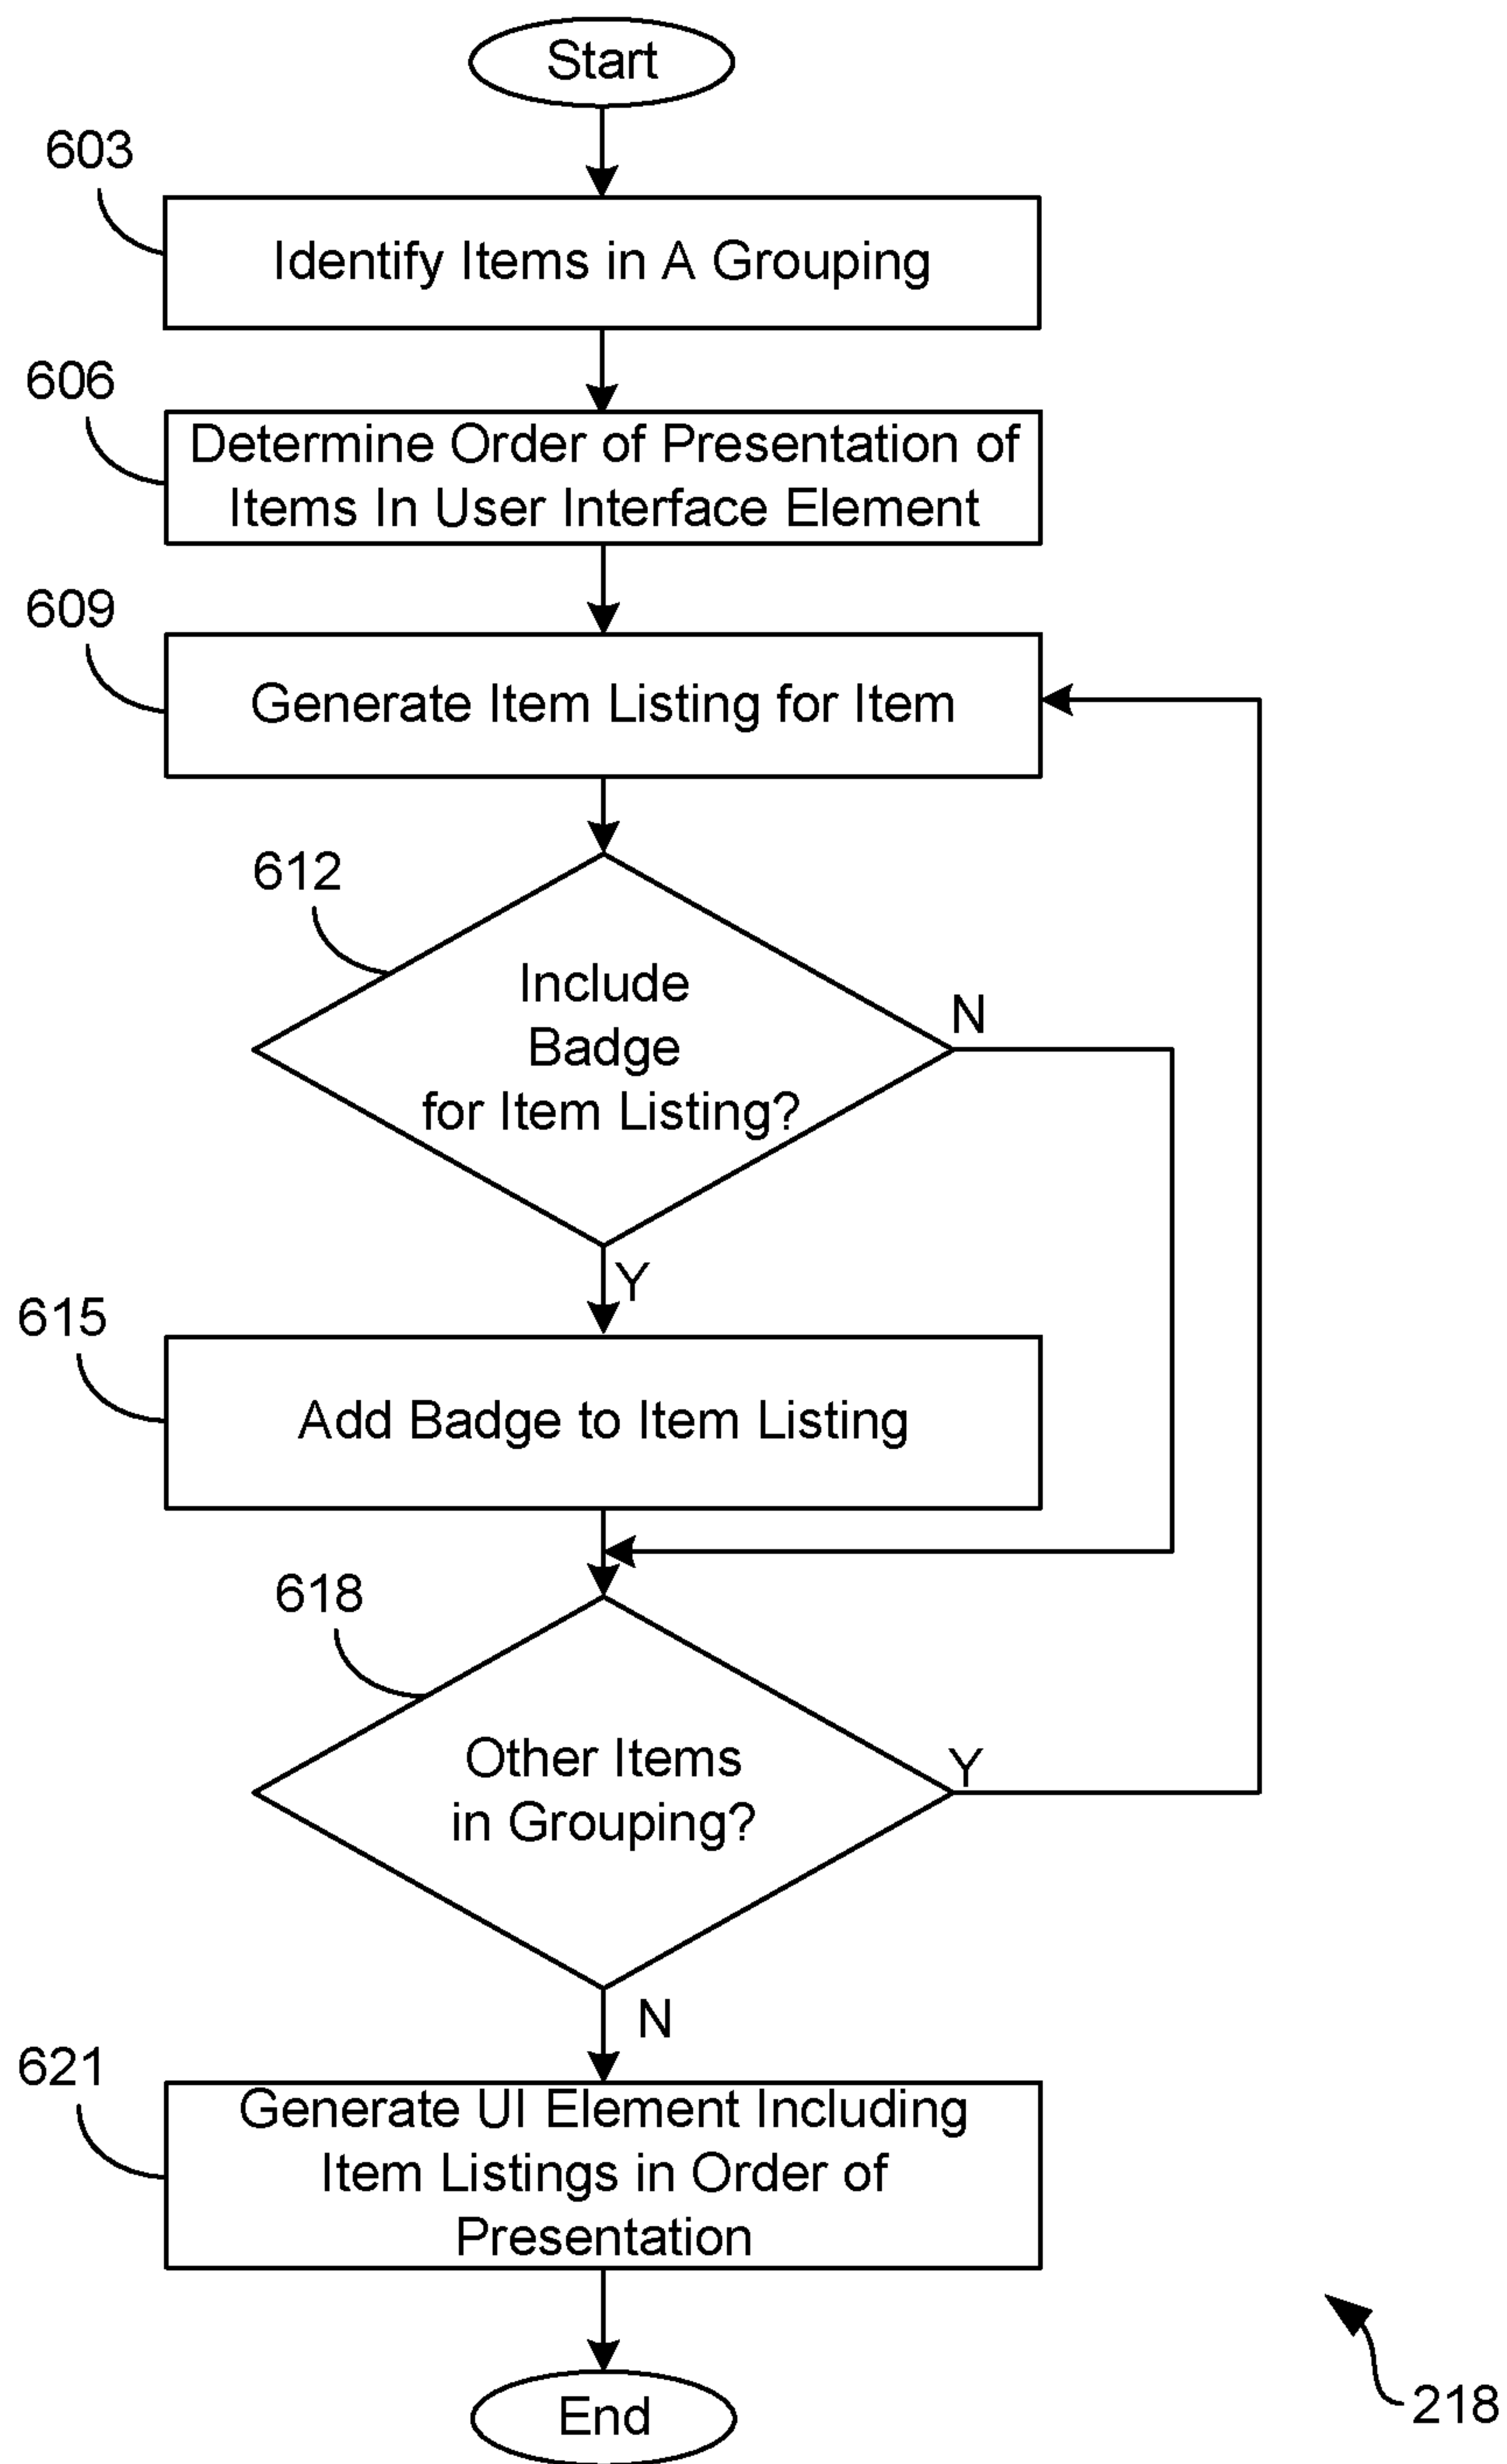 Start
603
Identify Items in A Grouping
606
Determine Order of Presentation of
Items In User Interface Element
609
Generate Item Listing for Item
612
Include
Badge
for Item Listing?
N
Y
615
Add Badge to Item Listing
618
Other Items
in Grouping?
Y
N
621
Generate UI Element Including
Item Listings in Order of
Presentation
End
218